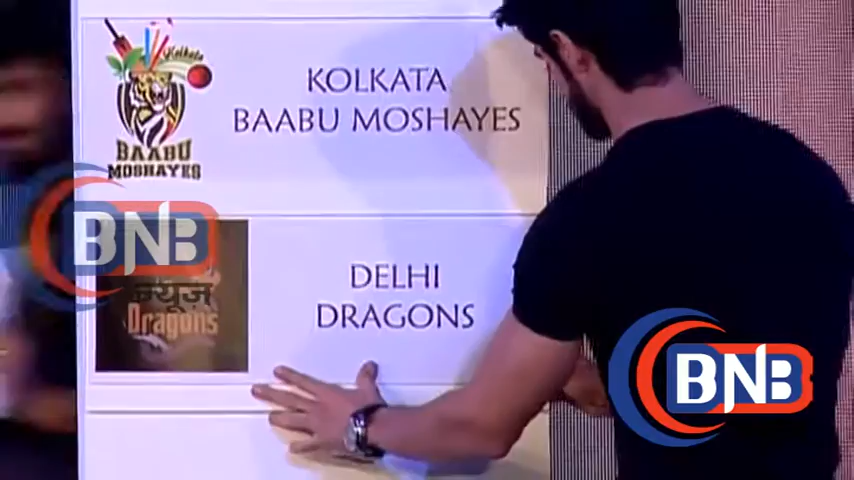 Kolkata
BAABU
MOSHAYES
KOLKATA
BAABU MOSHAYES
BNB
न्यूज़
Dragons
DELHI
DRAGONS
BNB